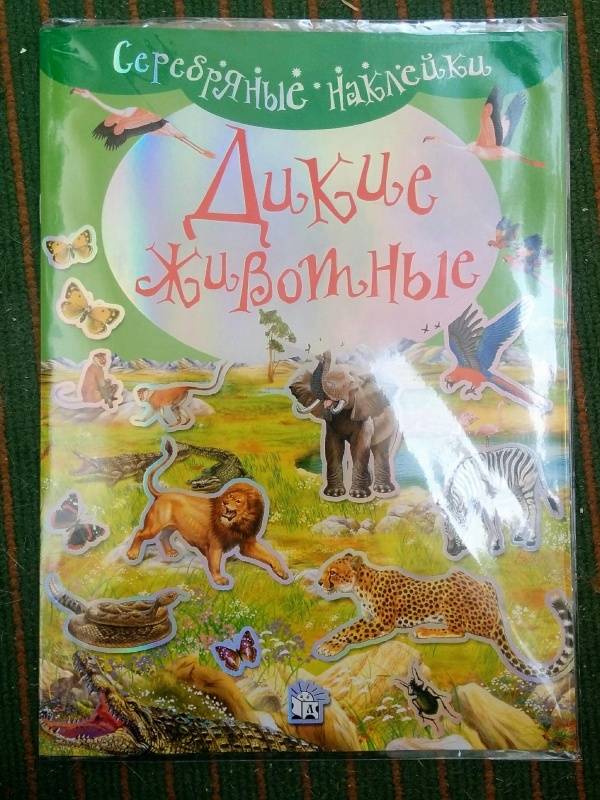 Серебряные наклейки
Дикие
животные
Д